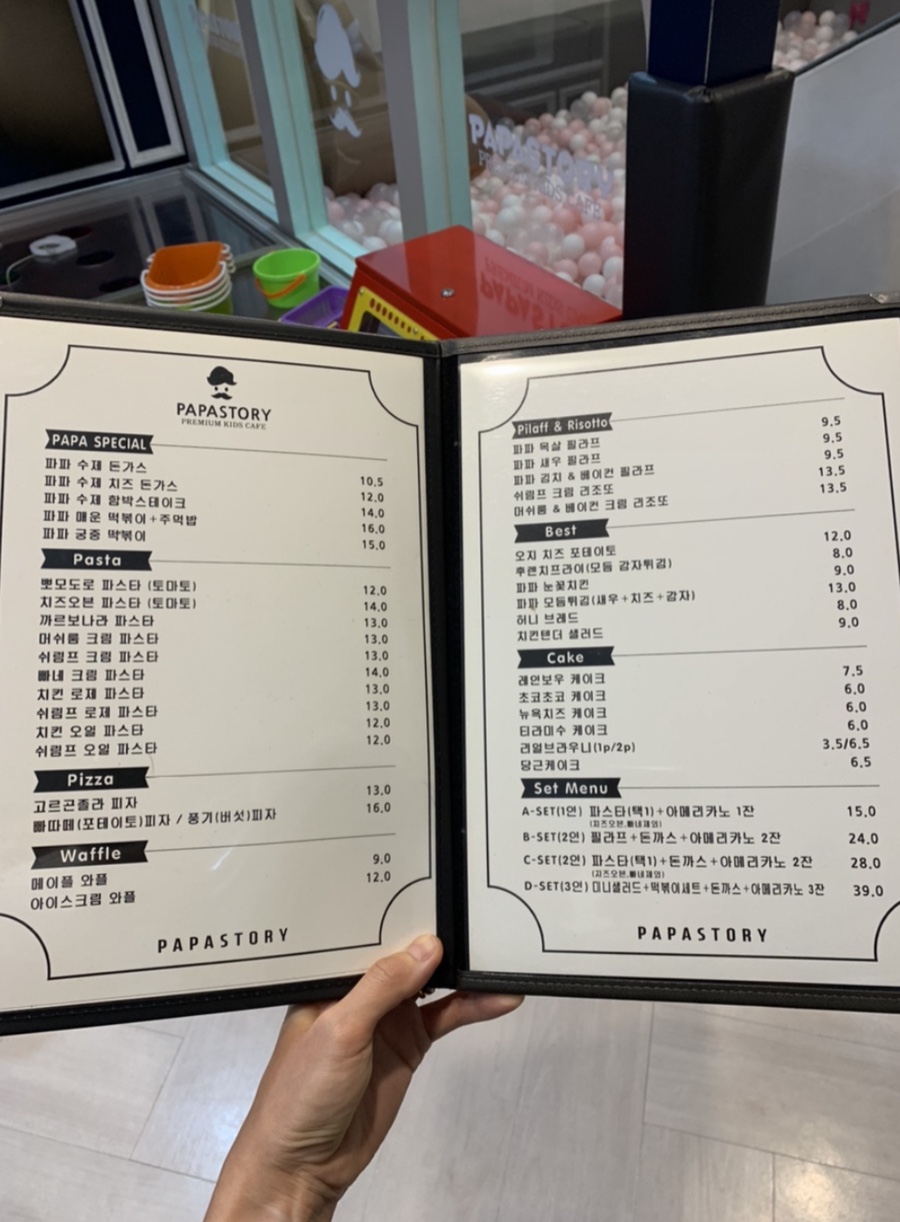 PAPASTORY
PREMIUM KIDS CAFE
PAPASTORY
PREMIUM KIDS CAFE
PAPA SPECIAL
파파 수제 돈가스 10.5
파파 수제 치즈 돈가스 12.0
파파 수제 함박스테이크 14.0
파파 매운 떡볶이+주먹밥 16.0
파파 궁중 떡볶이 15.0
Pasta
뽀모도로 파스타 (토마토) 12.0
치즈오븐 파스타 (토마토) 14.0
까르보나라 파스타 13.0
머쉬룸 크림 파스타 13.0
쉬림프 크림 파스타 13.0
빠네 크림 파스타 14.0
치킨 로제 파스타 13.0
쉬림프 로제 파스타 13.0
치킨 오일 파스타 12.0
쉬림프 오일 파스타 12.0
Pizza
고르곤졸라 피자 13.0
빠따떼(포테이토)피자 / 풍기(버섯)피자 16.0
Waffle
메이플 와플 9.0
아이스크림 와플 12.0
PAPASTORY
Pilaff & Risotto
파파 목살 필라프 9.5
파파 새우 필라프 9.5
파파 김치 & 베이컨 필라프 9.5
쉬림프 크림 리조또 13.5
머쉬룸 & 베이컨 크림 리조또 13.5
Best
오지 치즈 포테이토 12.0
후렌치프라이(모듬 감자튀김) 8.0
파파 눈꽃치킨 9.0
파파 모듬튀김(새우+치즈+감자) 13.0
허니 브레드 8.0
치킨텐더 샐러드 9.0
Cake
레인보우 케이크 7.5
초코초코 케이크 6.0
뉴욕치즈 케이크 6.0
티라미수 케이크 6.0
리얼브라우니(1p/2p) 3.5/6.5
당근케이크 6.5
Set Menu
A-SET(1인) 파스타(택1)+아메리카노 1잔 15.0
(치즈오븐,빠네제외)
B-SET(2인) 필라프+돈까스+아메리카노 2잔 24.0
C-SET(2인) 파스타(택1)+돈까스+아메리카노 2잔 28.0
(치즈오븐,빠네제외)
D-SET(3인) 미니샐러드+떡볶이세트+돈까스+아메리카노 3잔 39.0
PAPASTORY